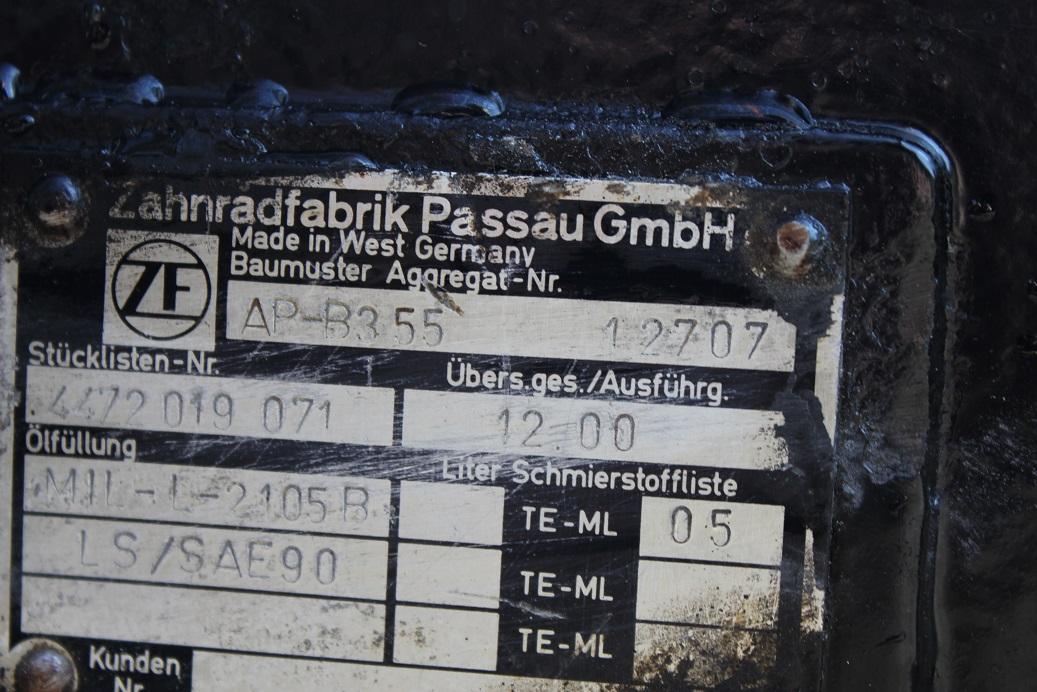 Zahnradfabrik Passau GmbH
Made in West Germany
Baumuster Aggregat-Nr.
ZF
AP-B355 12707
Stücklisten-Nr. Übers.ges./Ausführg.
4472 019 071 12.00
Ölfüllung Liter Schmierstoffliste
MIL-L-2105B TE-ML 05
LS/SAE90 TE-ML
TE-ML
Kunden
Nr.